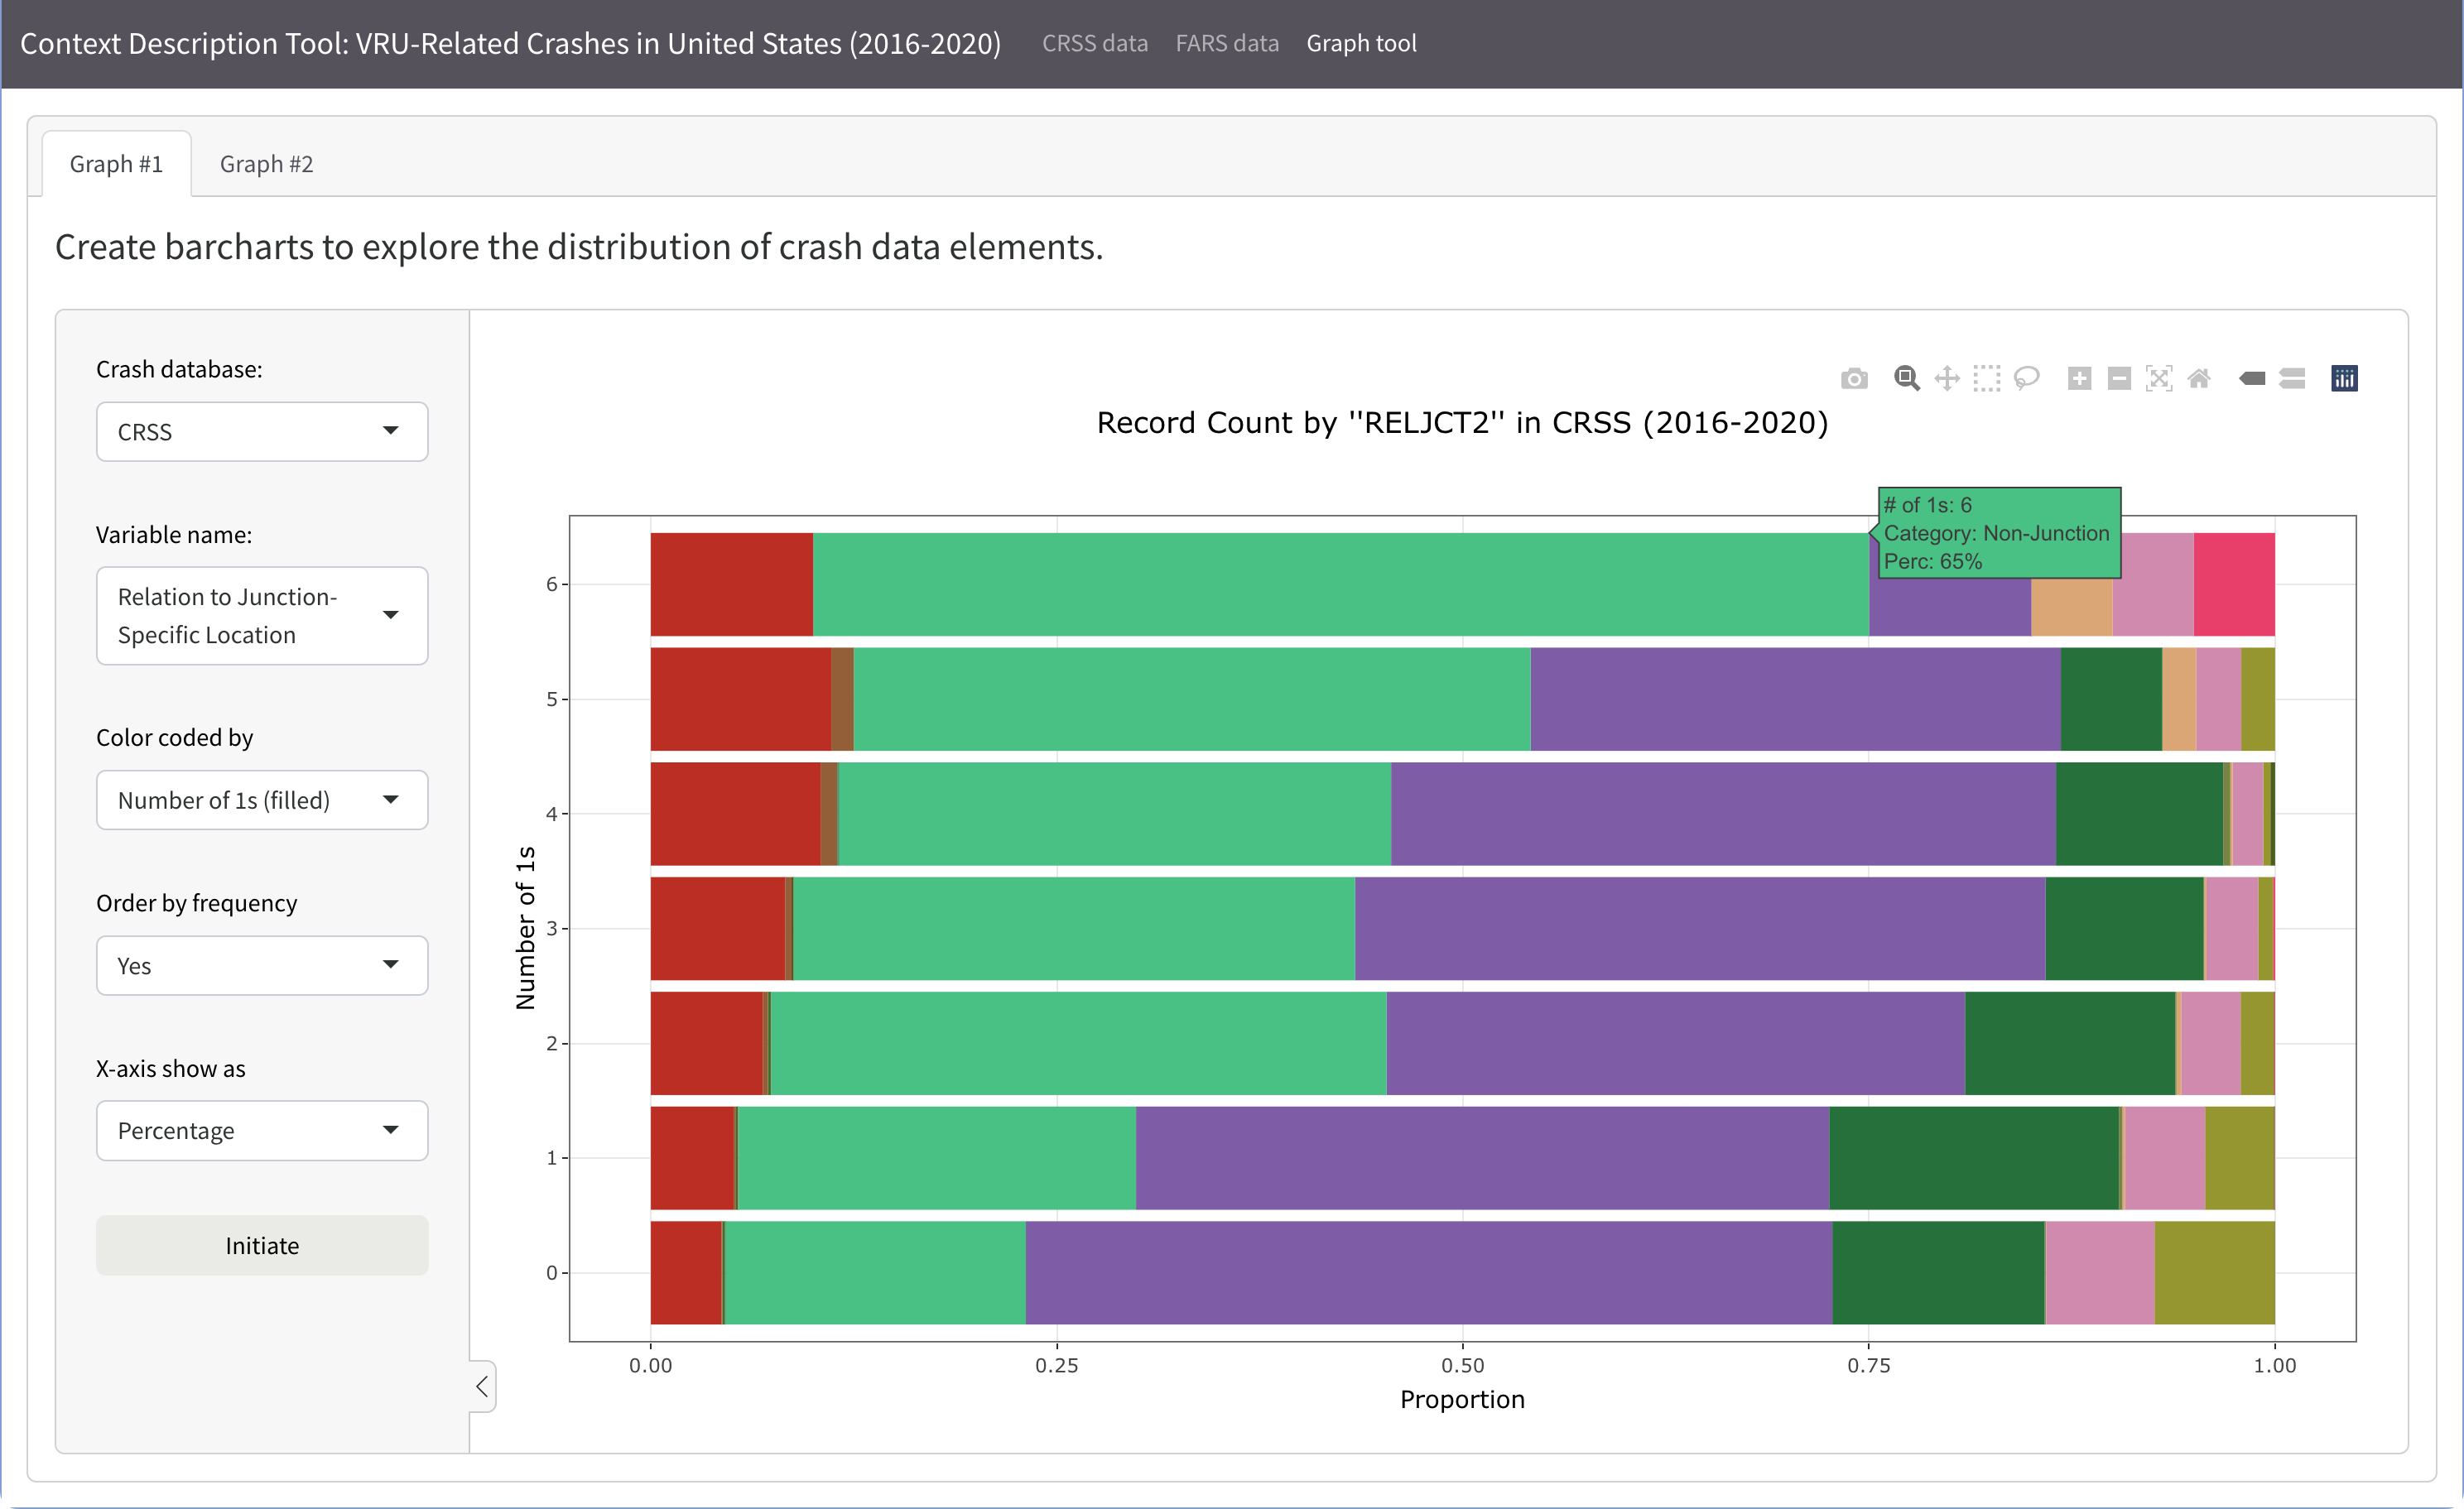 Context Description Tool: VRU-Related Crashes in United States (2016-2020) CRSS data FARS data Graph tool
Graph #1 Graph #2
Create barcharts to explore the distribution of crash data elements.
Crash database:
CRSS
Variable name:
Relation to Junction-
Specific Location
Color coded by
Number of 1s (filled)
Order by frequency
Yes
X-axis show as
Percentage
Initiate
Record Count by "RELJCT2" in CRSS (2016-2020)
# of 1s: 6
Category: Non-Junction
Perc: 65%
Number of 1s
6
5
4
3
2
1
0
0.00 0.25 0.50 0.75 1.00
Proportion